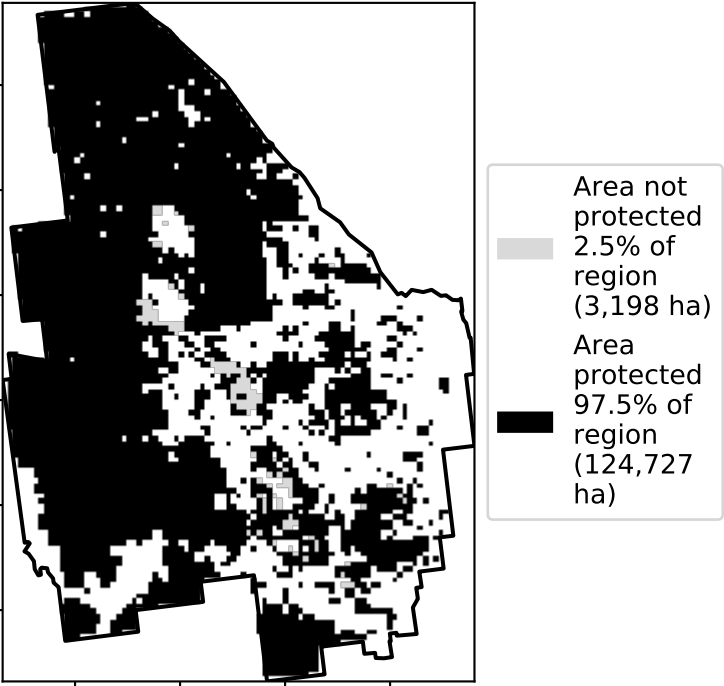 Area not
protected
2.5% of
region
(3,198 ha)
Area
protected
97.5% of
region
(124,727
ha)